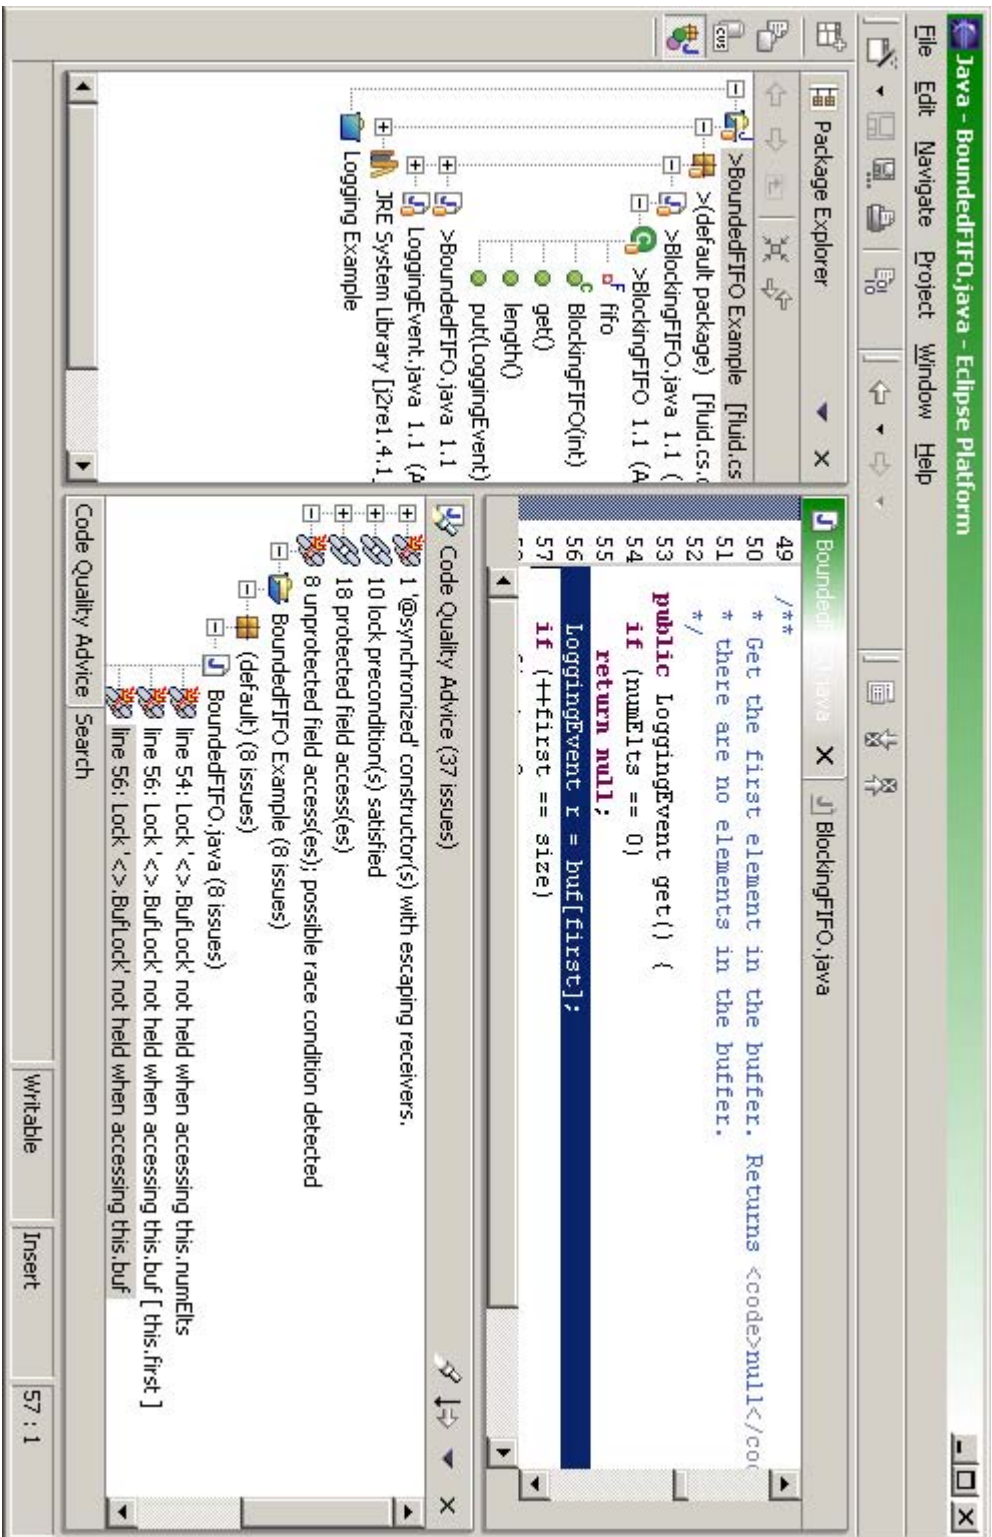 Java - BoundedFIFO.java - Eclipse Platform
File Edit Navigate Project Window Help
Package Explorer
>BoundedFIFO Example [fluid.cs
>(default package) [fluid.cs.c
>BlockingFIFO.java 1.1 (
>BlockingFIFO 1.1 (A
fifo
BlockingFIFO(int)
get()
length()
put(LoggingEvent)
>BoundedFIFO.java 1.1
LoggingEvent.java 1.1 (A
JRE System Library [j2re1.4.1_
Logging Example
BlockingFIFO.java
49 /**
50 * Get the first element in the buffer. Returns <code>null</coc
51 * there are no elements in the buffer.
52 */
53 public LoggingEvent get() {
54 if (numElts == 0)
55 return null;
56 LoggingEvent r = buf[first];
57 if (++first == size)
Code Quality Advice (37 issues)
1 '@synchronized' constructor(s) with escaping receivers.
10 lock precondition(s) satisfied
18 protected field access(es)
8 unprotected field access(es); possible race condition detected
BoundedFIFO Example (8 issues)
(default) (8 issues)
BoundedFIFO.java (8 issues)
line 54: Lock '<>.BufLock' not held when accessing this.numElts
line 56: Lock '<>.BufLock' not held when accessing this.buf [ this.first ]
line 56: Lock '<>.BufLock' not held when accessing this.buf
Code Quality Advice Search
Writable Insert 57 : 1